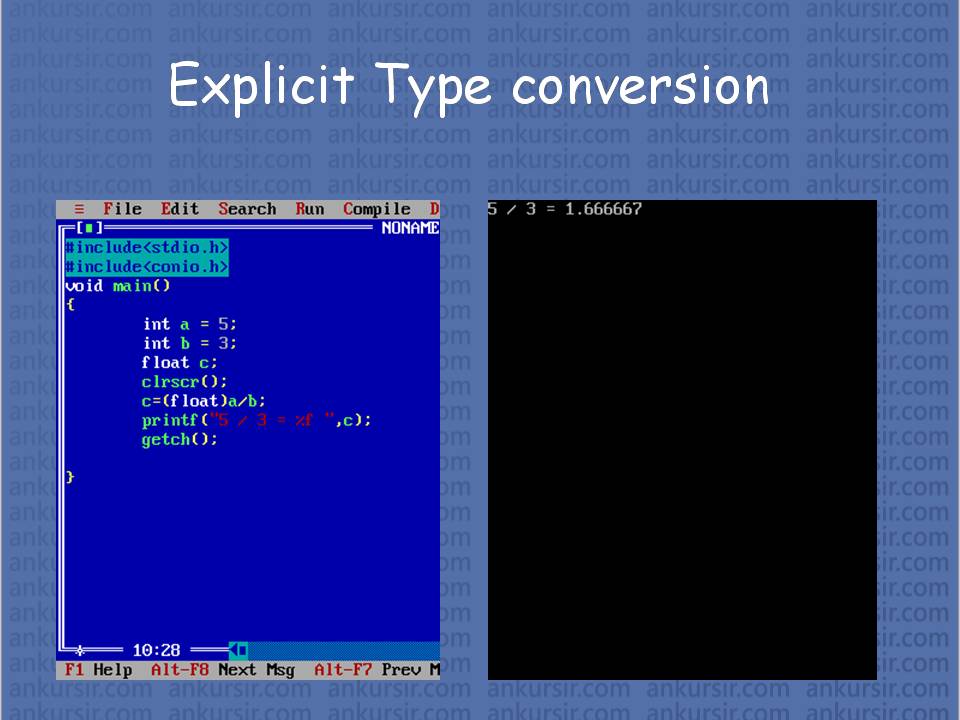 Explicit Type conversion
≡ File Edit Search Run Compile D
[■] NONAME
#include<stdio.h>
#include<conio.h>
void main()
{
int a = 5;
int b = 3;
float c;
clrscr();
c=(float)a/b;
printf("5 / 3 = %f ",c);
getch();
}
10:28
F1 Help Alt-F8 Next Msg Alt-F7 Prev M
5 / 3 = 1.666667
ankursir.com